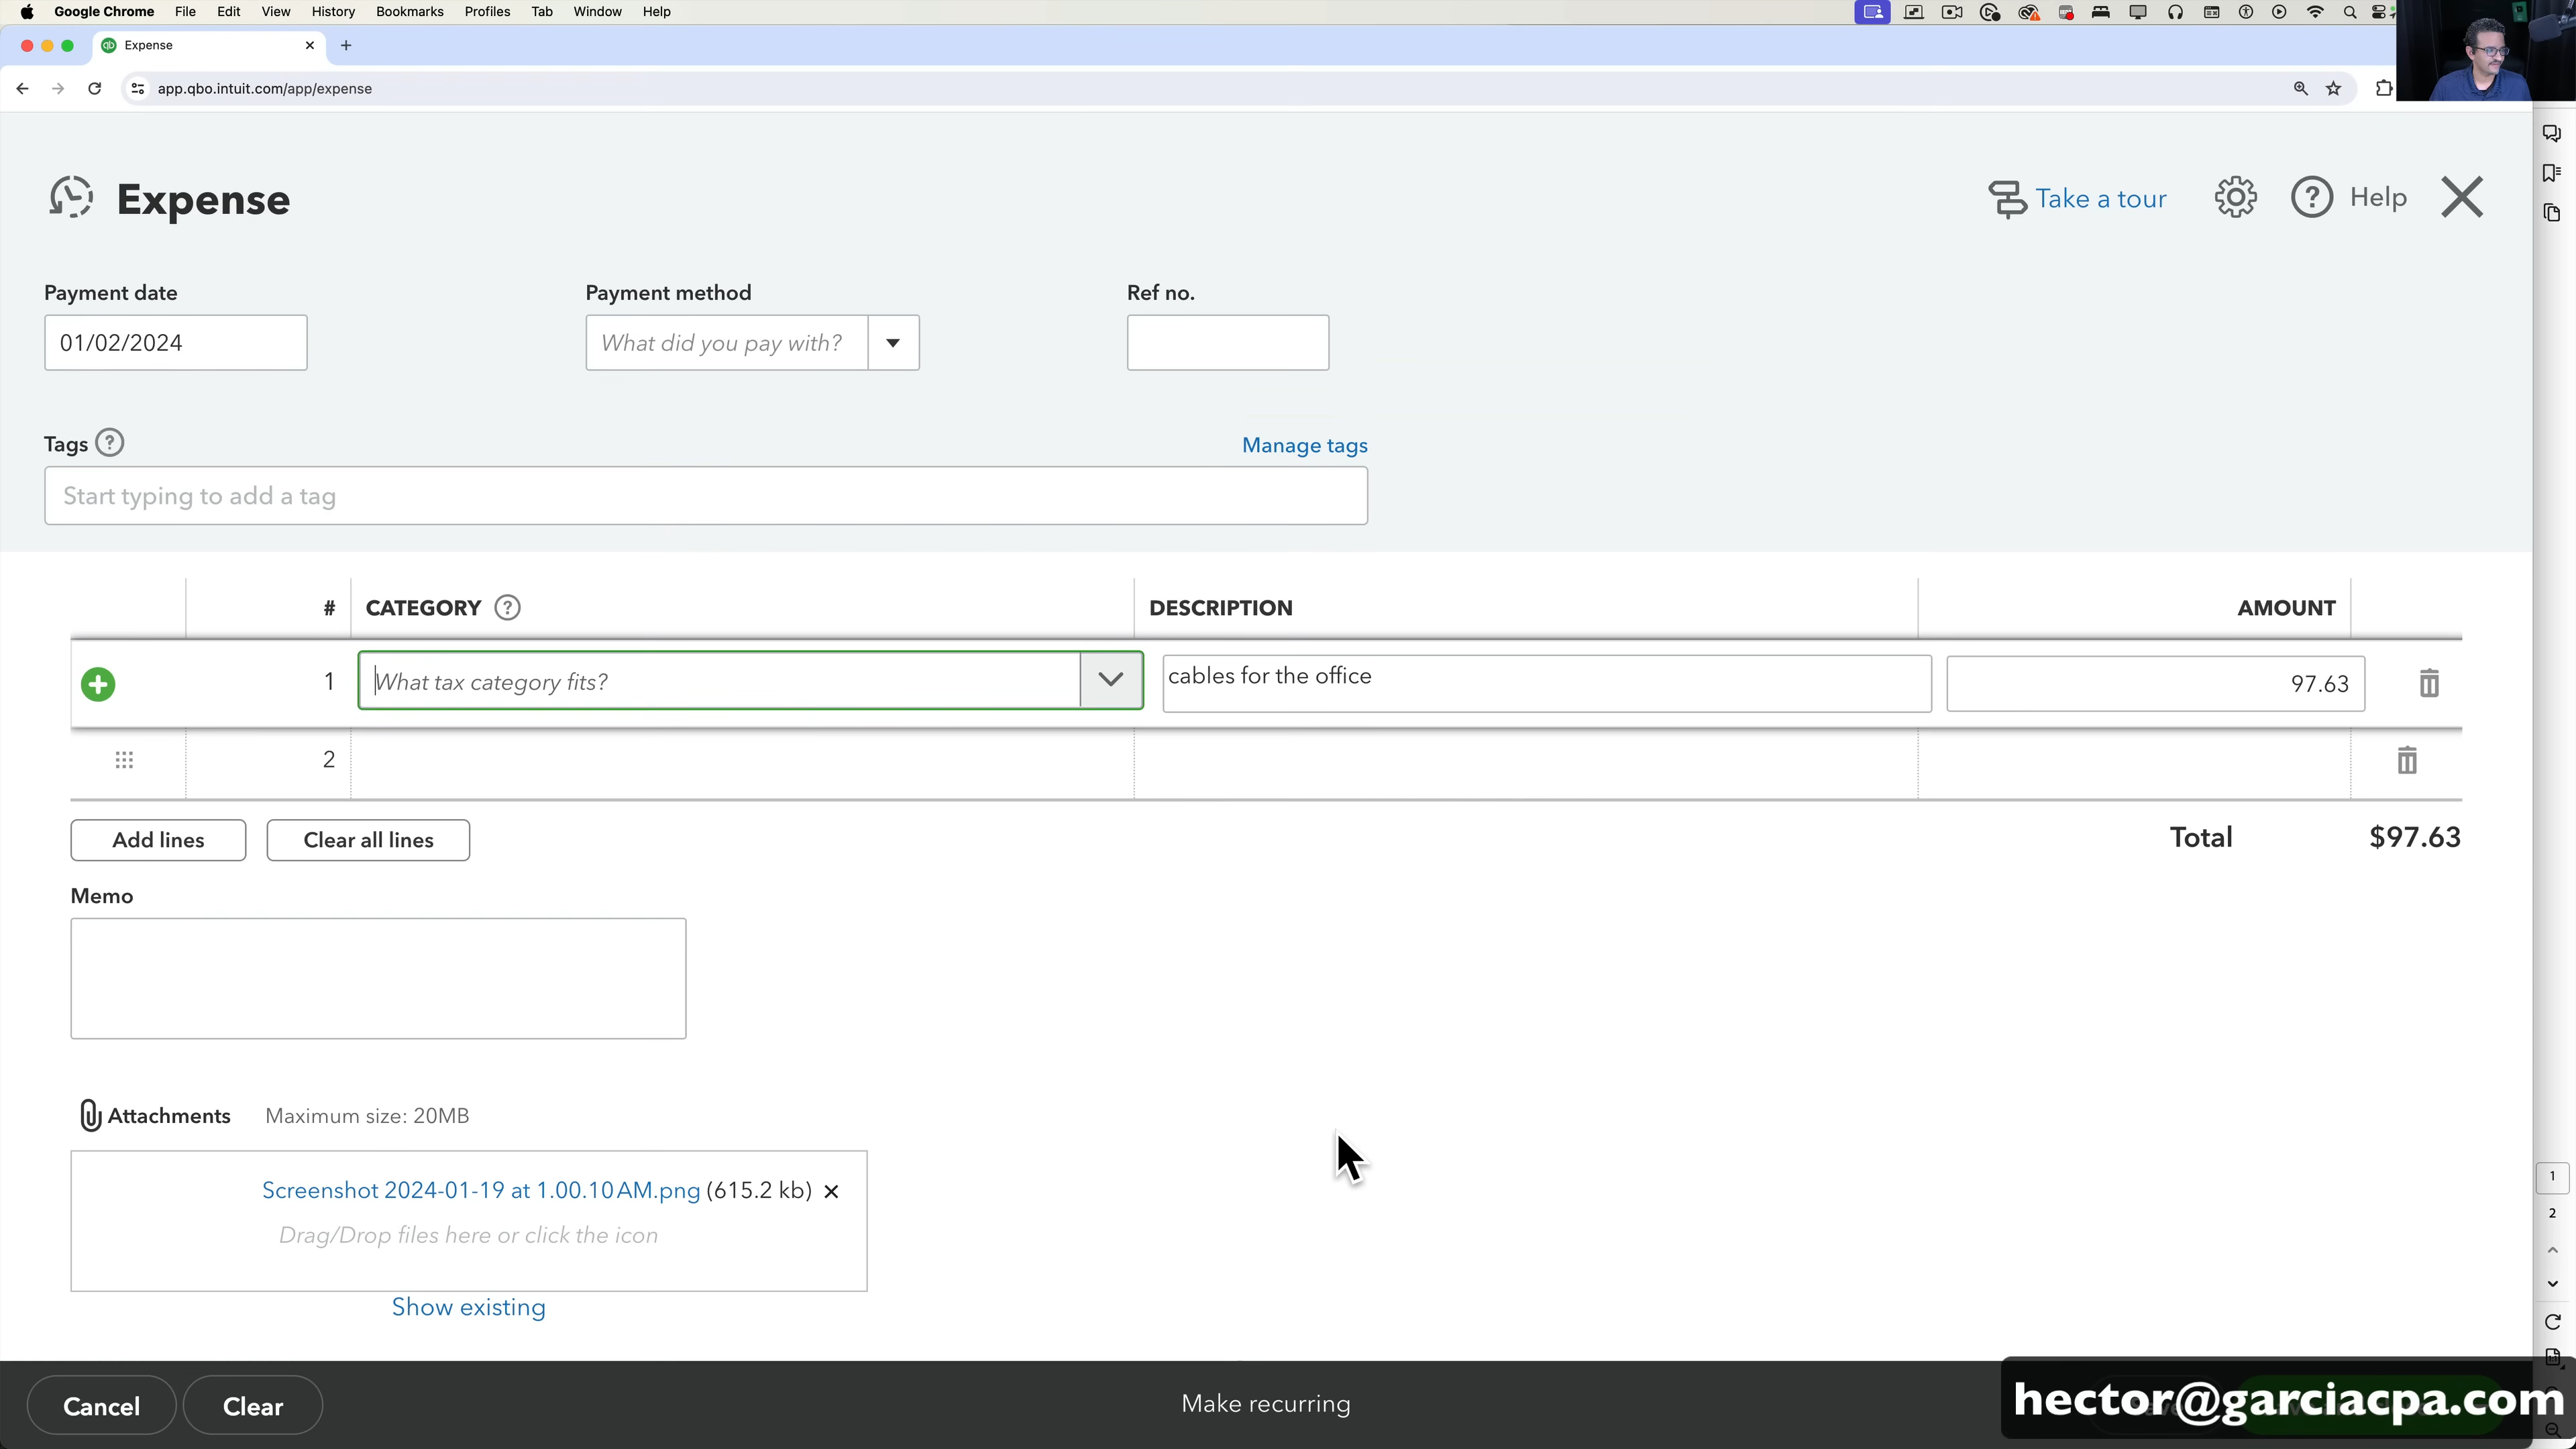 Google Chrome File Edit View History Bookmarks Profiles Tab Window Help
Expense
app.qbo.intuit.com/app/expense
Expense
Take a tour
Help
Payment date
Payment method
Ref no.
01/02/2024
What did you pay with?
Tags
Manage tags
Start typing to add a tag
# CATEGORY DESCRIPTION AMOUNT
1 What tax category fits? cables for the office 97.63
2
Add lines Clear all lines Total $97.63
Memo
Attachments Maximum size: 20MB
Screenshot 2024-01-19 at 1.00.10 AM.png (615.2 kb)
Drag/Drop files here or click the icon
Show existing
1
2
Cancel Clear Make recurring
hector@garciacpa.com